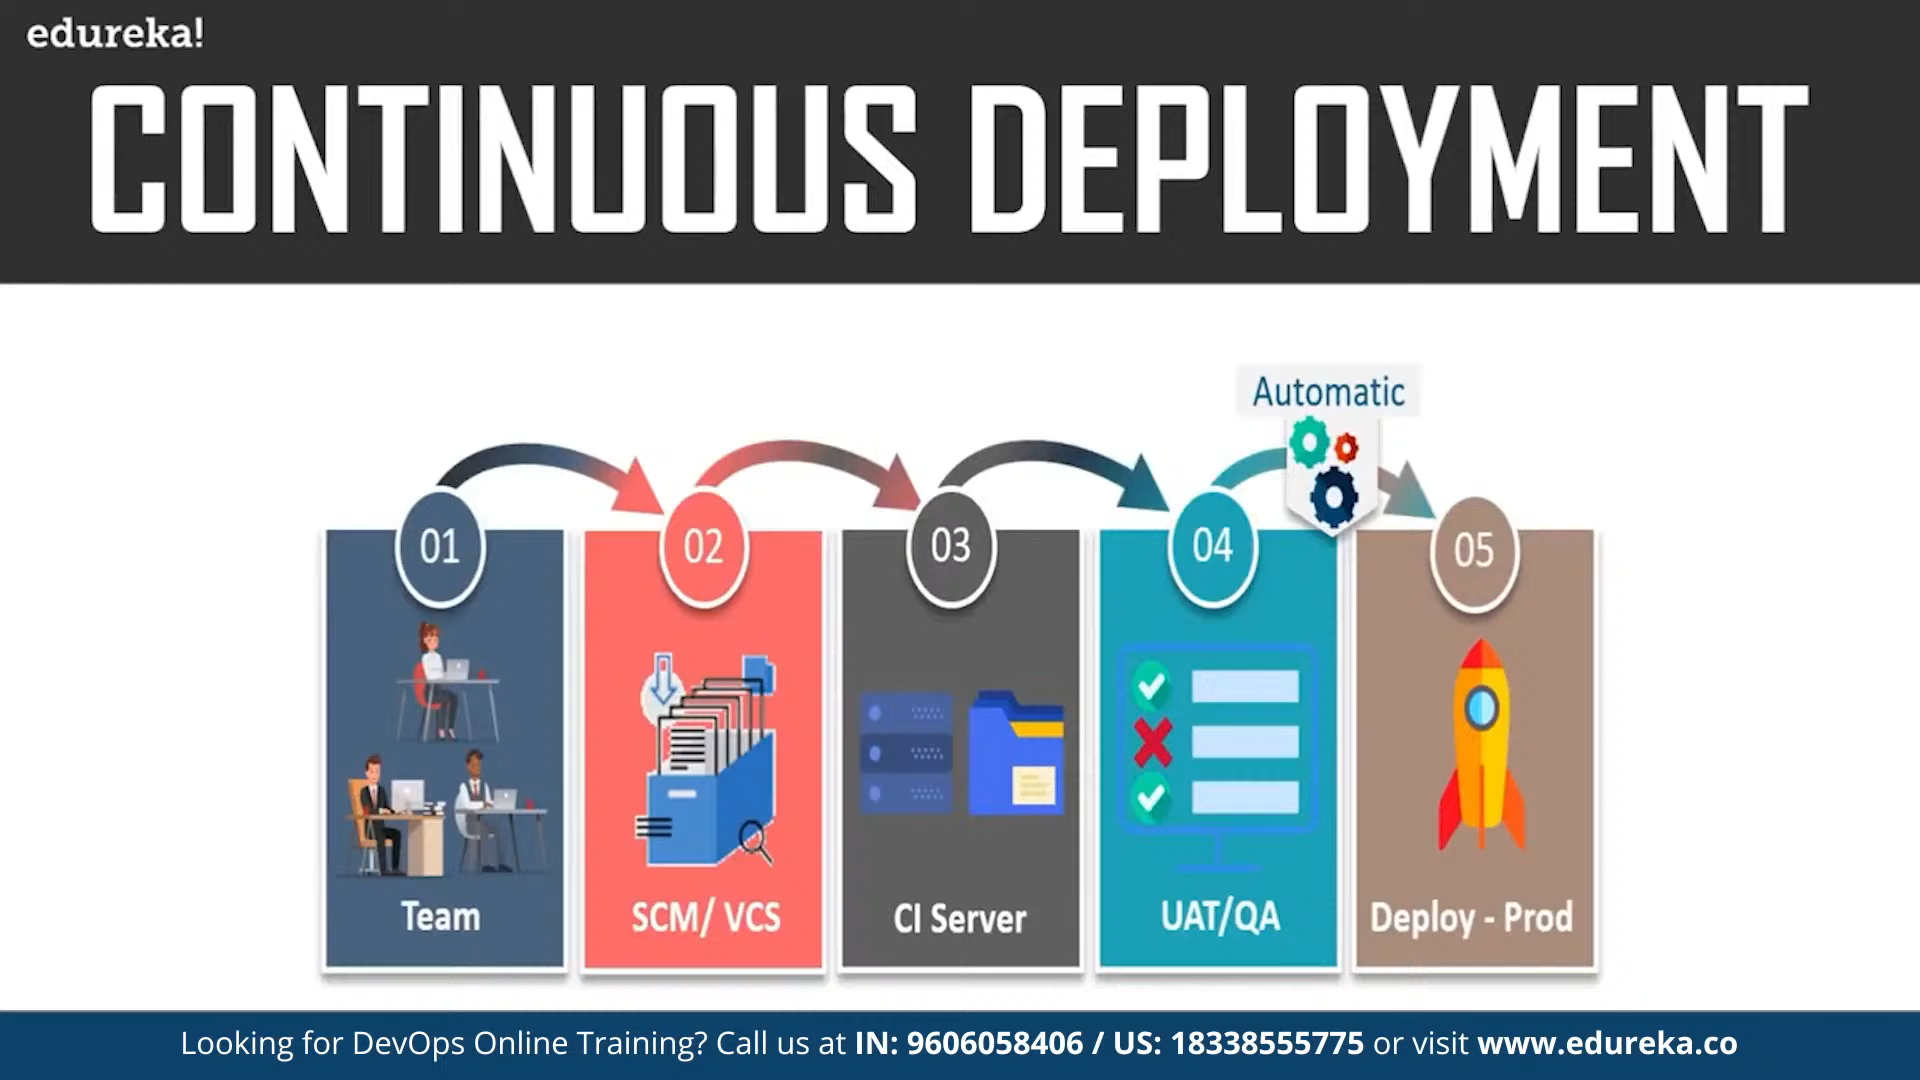 edureka!
CONTINUOUS DEPLOYMENT
Automatic
01
02
03
04
05
Team
SCM/ VCS
CI Server
UAT/QA
Deploy - Prod
Looking for DevOps Online Training? Call us at IN: 9606058406 / US: 18338555775 or visit www.edureka.co